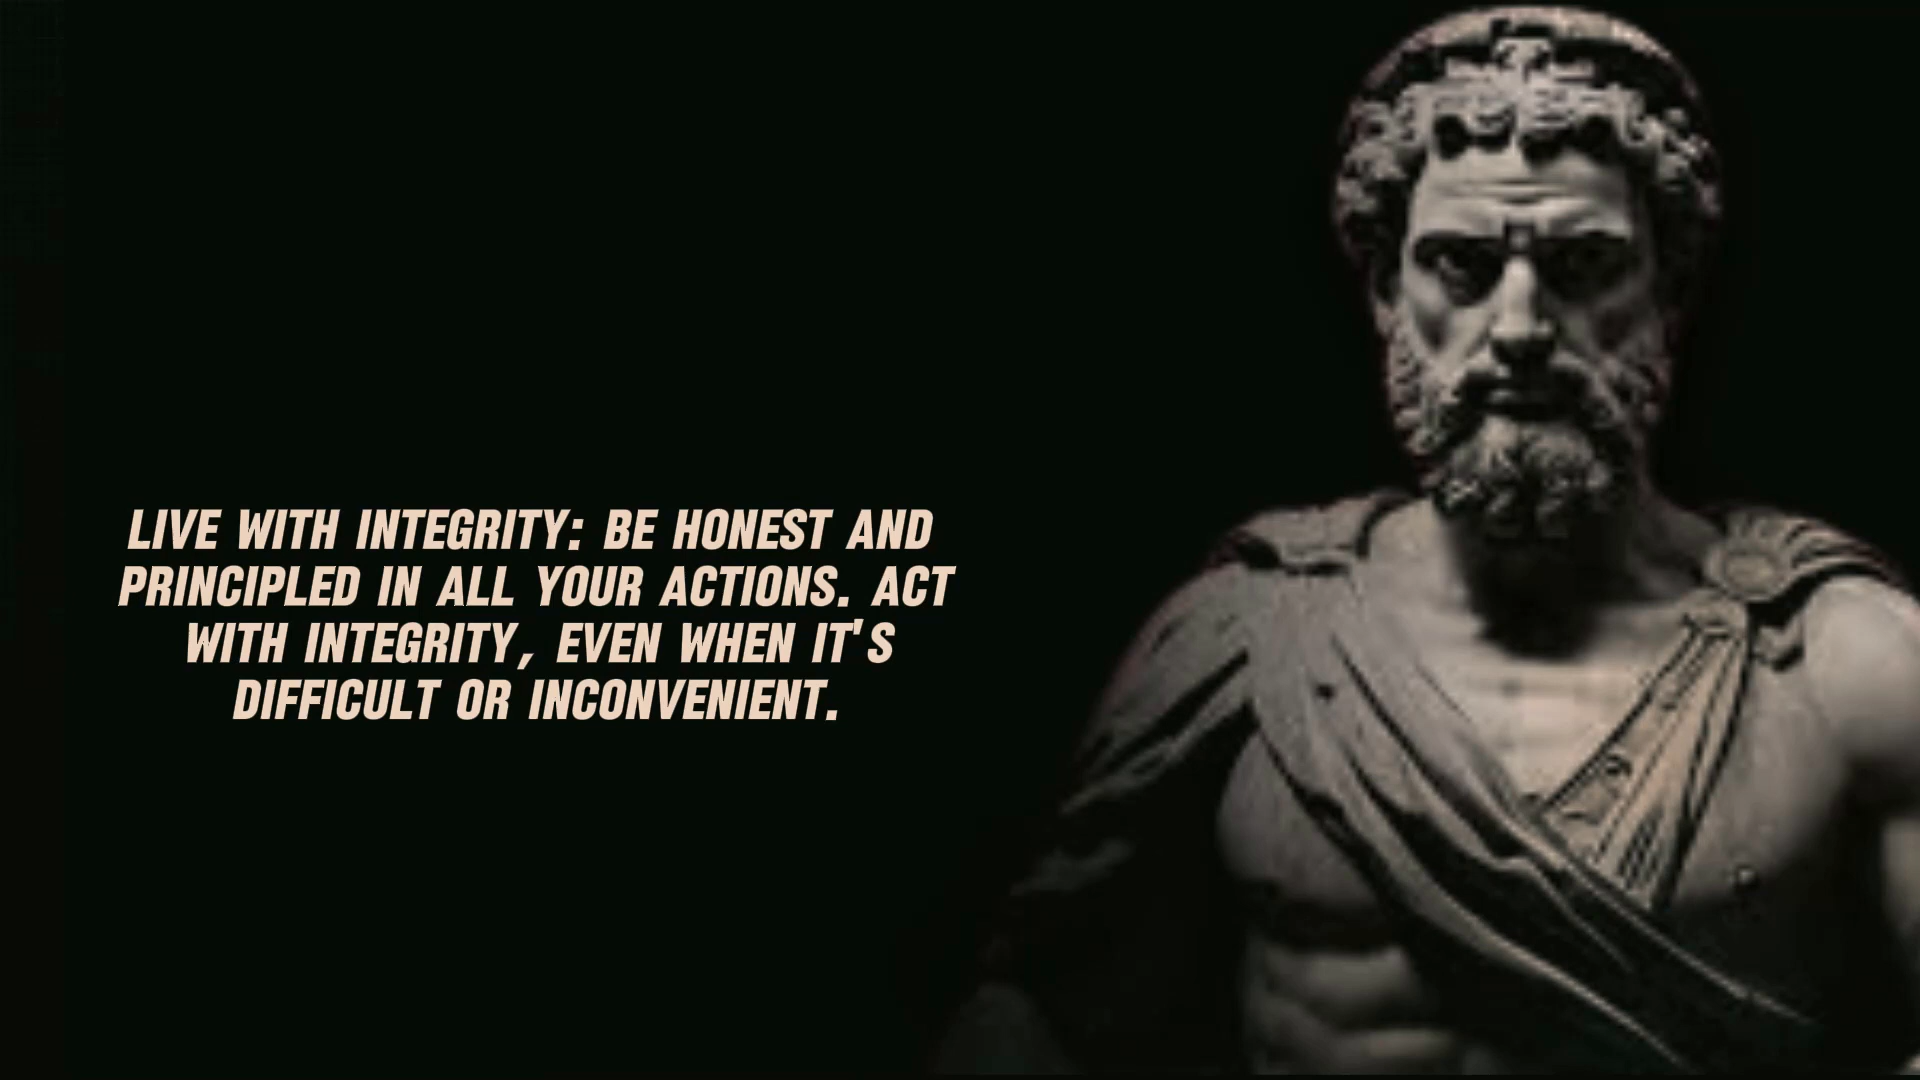 LIVE WITH INTEGRITY: BE HONEST AND
PRINCIPLED IN ALL YOUR ACTIONS. ACT
WITH INTEGRITY, EVEN WHEN IT'S
DIFFICULT OR INCONVENIENT.